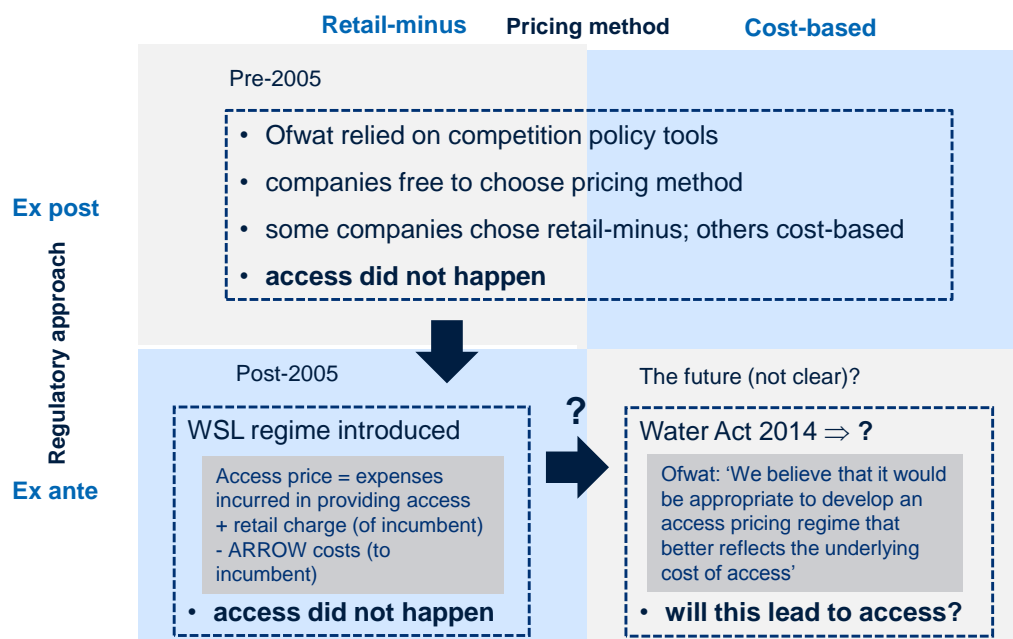 Retail-minus Pricing method Cost-based
Pre-2005
• Ofwat relied on competition policy tools
• companies free to choose pricing method
• some companies chose retail-minus; others cost-based
• access did not happen
Ex post
Regulatory approach
Ex ante
Post-2005
WSL regime introduced
Access price = expenses
incurred in providing access
+ retail charge (of incumbent)
- ARROW costs (to
incumbent)
• access did not happen
?
The future (not clear)?
Water Act 2014 ⇒ ?
Ofwat: ‘We believe that it would
be appropriate to develop an
access pricing regime that
better reflects the underlying
cost of access’
• will this lead to access?